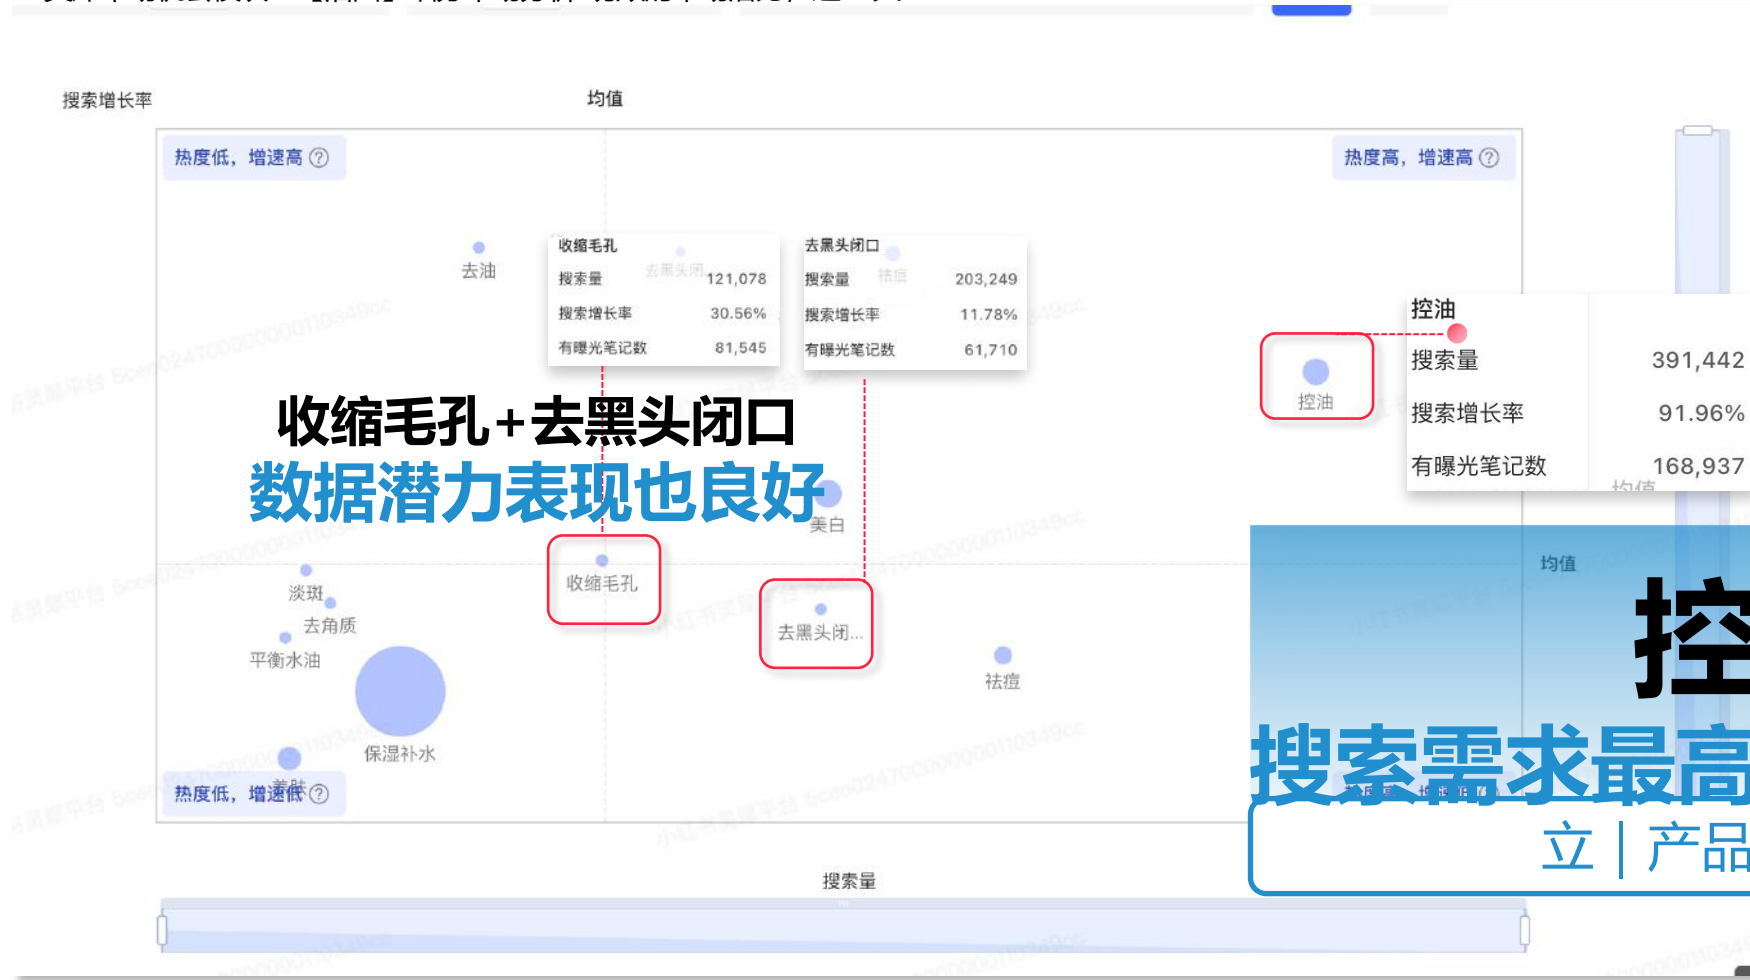 搜索增长率
均值
热度低，增速高
热度高，增速高
去油
收缩毛孔
搜索量 121,078
搜索增长率 30.56%
有曝光笔记数 81,545
去黑头闭口
搜索量 203,249
搜索增长率 11.78%
有曝光笔记数 61,710
控油
控油
搜索量 391,442
搜索增长率 91.96%
有曝光笔记数 168,937
均值
收缩毛孔+去黑头闭口
数据潜力表现也良好
美白
均值
收缩毛孔
淡斑
去角质
去黑头闭...
平衡水油
祛痘
保湿补水
热度低，增速低
控
搜索需求最高
立｜产品
搜索量